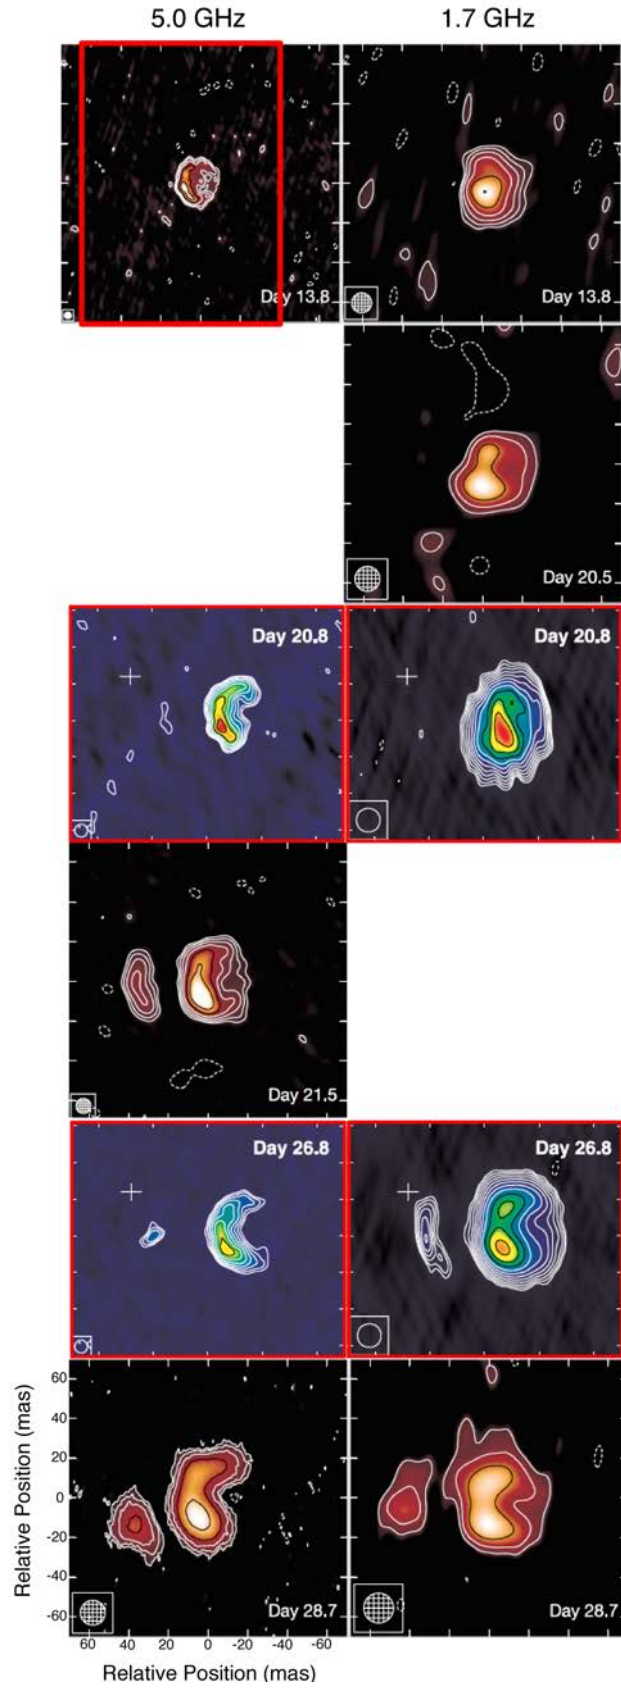 5.0 GHz 1.7 GHz
Day 13.8 Day 13.8
Day 20.5
Day 20.8 Day 20.8
Day 21.5
Day 26.8 Day 26.8
60
40
20
0
-20
-40
-60
Relative Position (mas)
Day 28.7 Day 28.7
60 40 20 0 -20 -40 -60
Relative Position (mas)